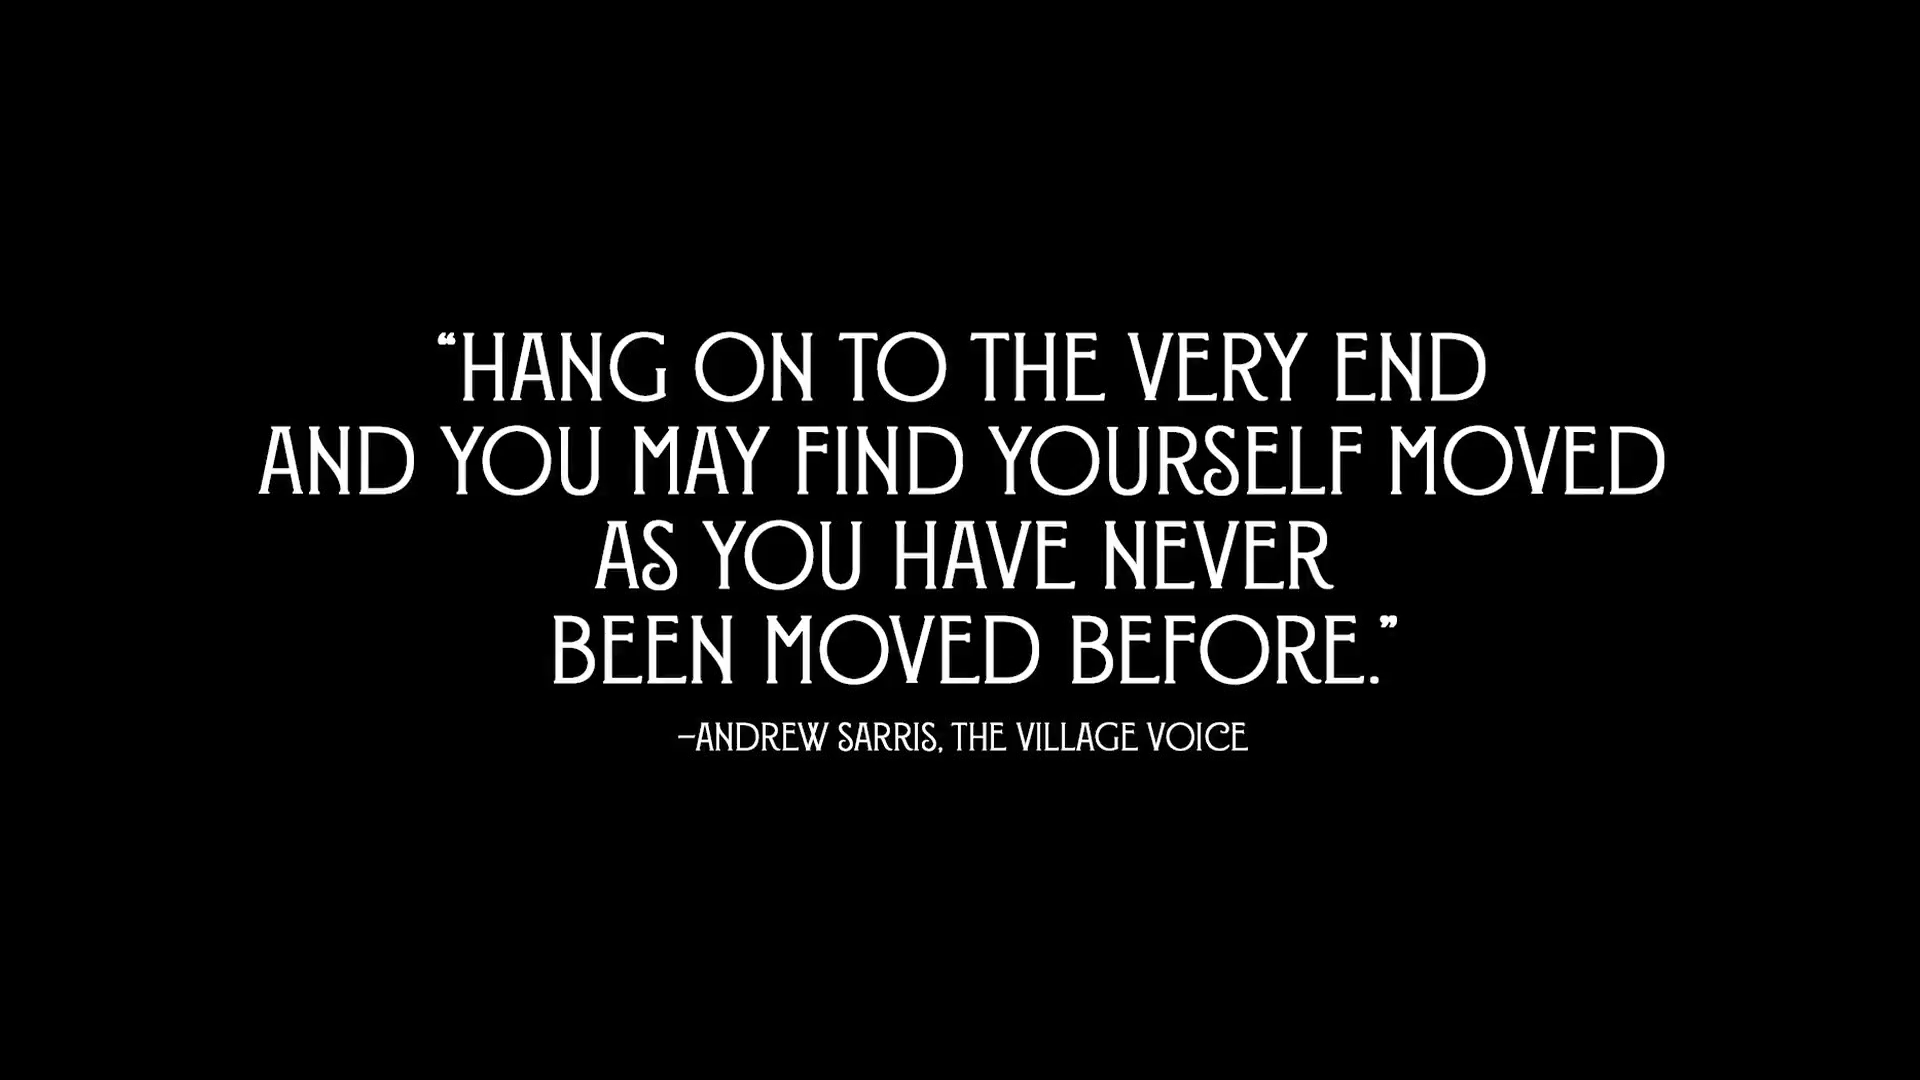 “HANG ON TO THE VERY END
AND YOU MAY FIND YOURSELF MOVED
AS YOU HAVE NEVER
BEEN MOVED BEFORE.”
–ANDREW SARRIS, THE VILLAGE VOICE